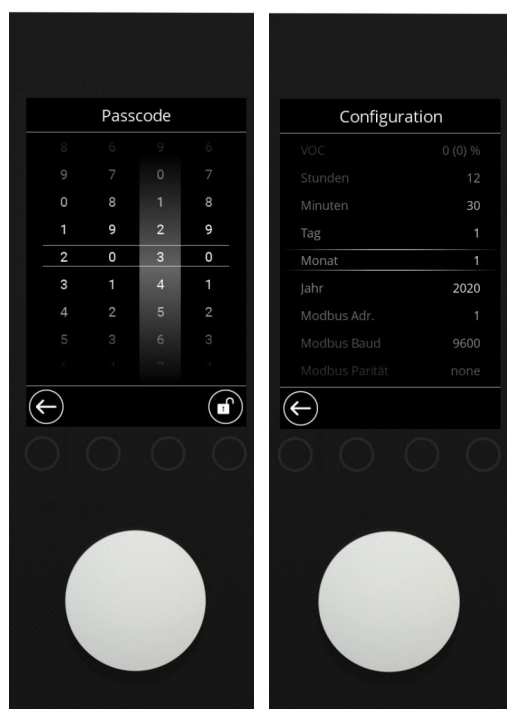 Passcode
8 6 9 6
9 7 0 7
0 8 1 8
1 9 2 9
2 0 3 0
3 1 4 1
4 2 5 2
5 3 6 3
Configuration
VOC 0 (0) %
Stunden 12
Minuten 30
Tag 1
Monat 1
Jahr 2020
Modbus Adr. 1
Modbus Baud 9600
Modbus Parität none